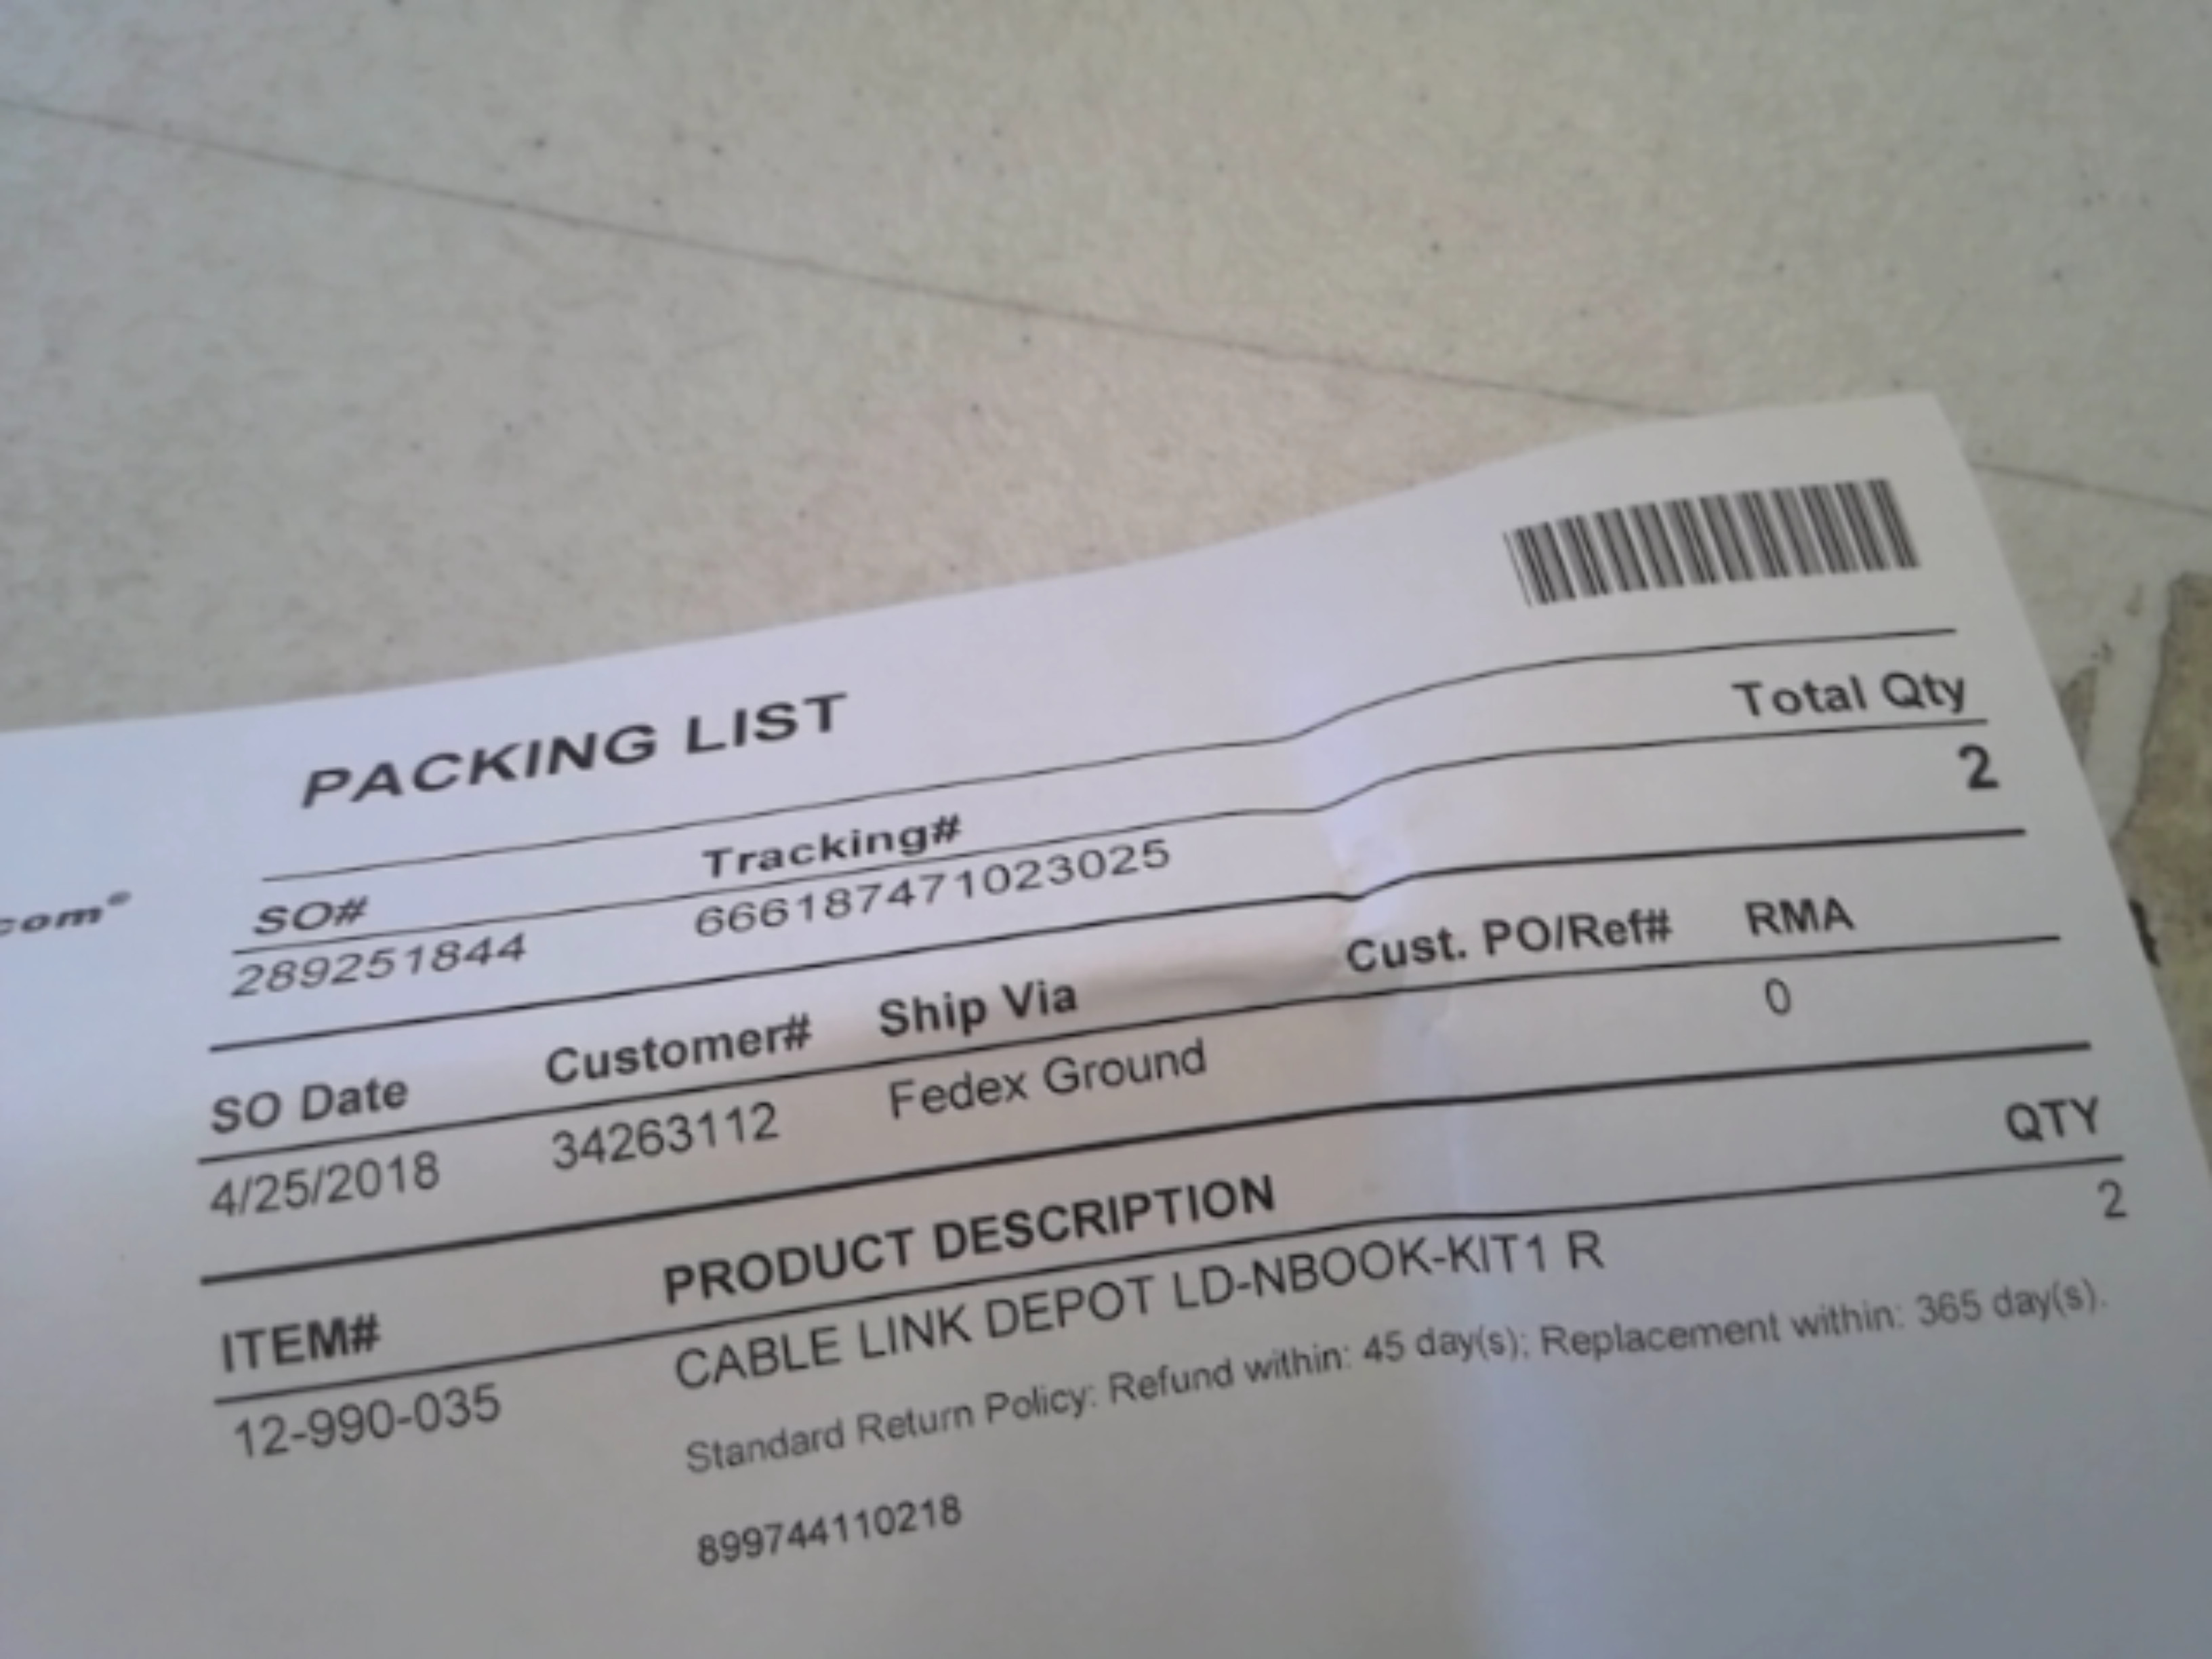 PACKING LIST
com®
SO# Tracking# Total Qty
289251844 666187471023025 2
SO Date Customer# Ship Via Cust. PO/Ref# RMA
4/25/2018 34263112 Fedex Ground 0
ITEM# PRODUCT DESCRIPTION QTY
12-990-035 CABLE LINK DEPOT LD-NBOOK-KIT1 R 2
Standard Return Policy: Refund within: 45 day(s); Replacement within: 365 day(s).
899744110218